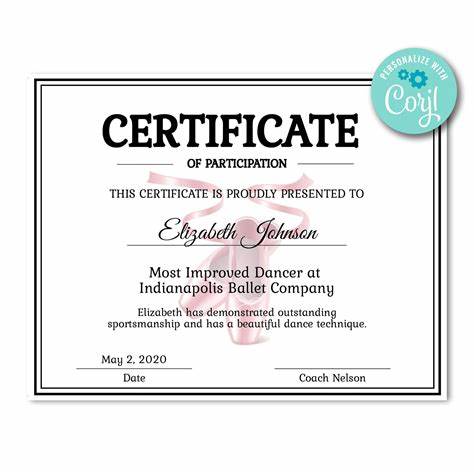 PERSONALIZE WITH
Corjl
CERTIFICATE
OF PARTICIPATION
THIS CERTIFICATE IS PROUDLY PRESENTED TO
Elizabeth Johnson
Most Improved Dancer at
Indianapolis Ballet Company
Elizabeth has demonstrated outstanding
sportsmanship and has a beautiful dance technique.
May 2, 2020
Date
Coach Nelson